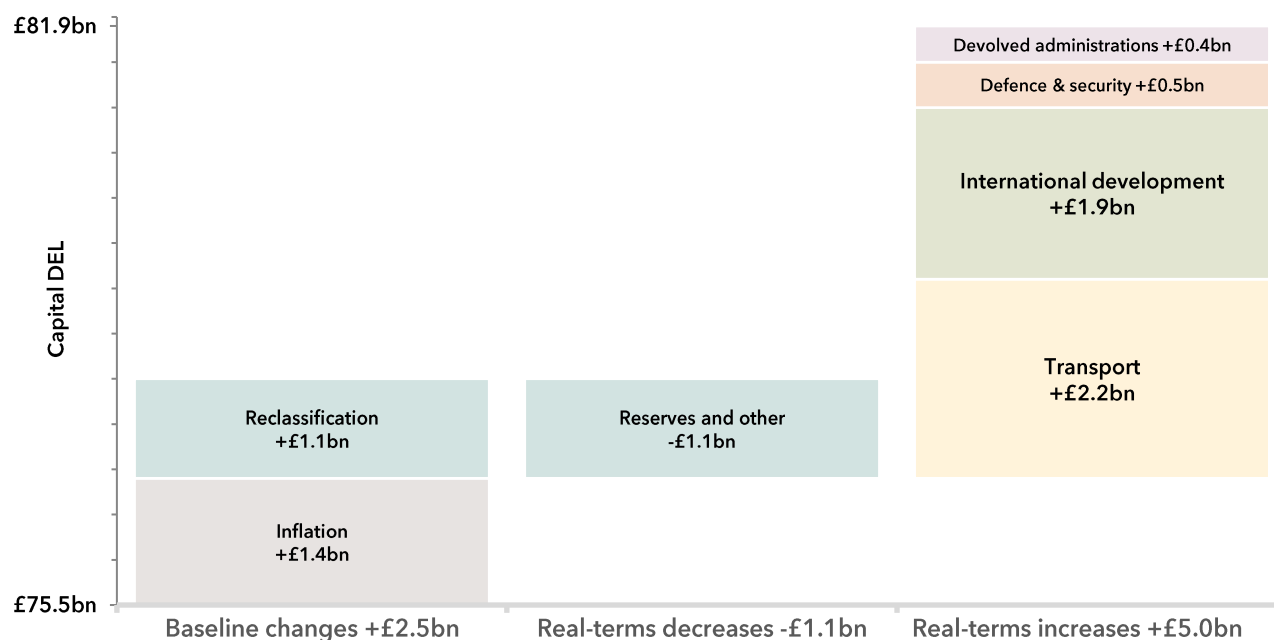 £81.9bn
Capital DEL
£75.5bn
Reclassification
+£1.1bn
Inflation
+£1.4bn
Reserves and other
-£1.1bn
Devolved administrations +£0.4bn
Defence & security +£0.5bn
International development
+£1.9bn
Transport
+£2.2bn
Baseline changes +£2.5bn
Real-terms decreases -£1.1bn
Real-terms increases +£5.0bn